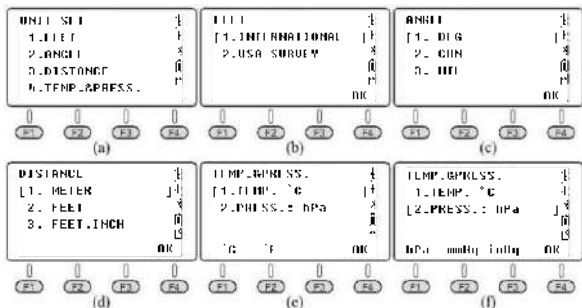 UNIT SET
1.FEET
2.ANGLE
3.DISTANCE
4.TEMP.&PRESS.
F1 F2 F3 F4
(a)
FEET
[1.INTERNATIONAL ]
2.USA SURVEY
OK
F1 F2 F3 F4
(b)
ANGLE
[1. DEG ]
2. GON
3. MIL
OK
F1 F2 F3 F4
(c)
DISTANCE
[1. METER ]
2. FEET
3. FEET.INCH
OK
F1 F2 F3 F4
(d)
TEMP.&PRESS.
[1.TEMP. °C ]
2.PRESS.: hPa
°C °F OK
F1 F2 F3 F4
(e)
TEMP.&PRESS.
1.TEMP. °C
[2.PRESS.: hPa ]
hPa mmHg inHg OK
F1 F2 F3 F4
(f)